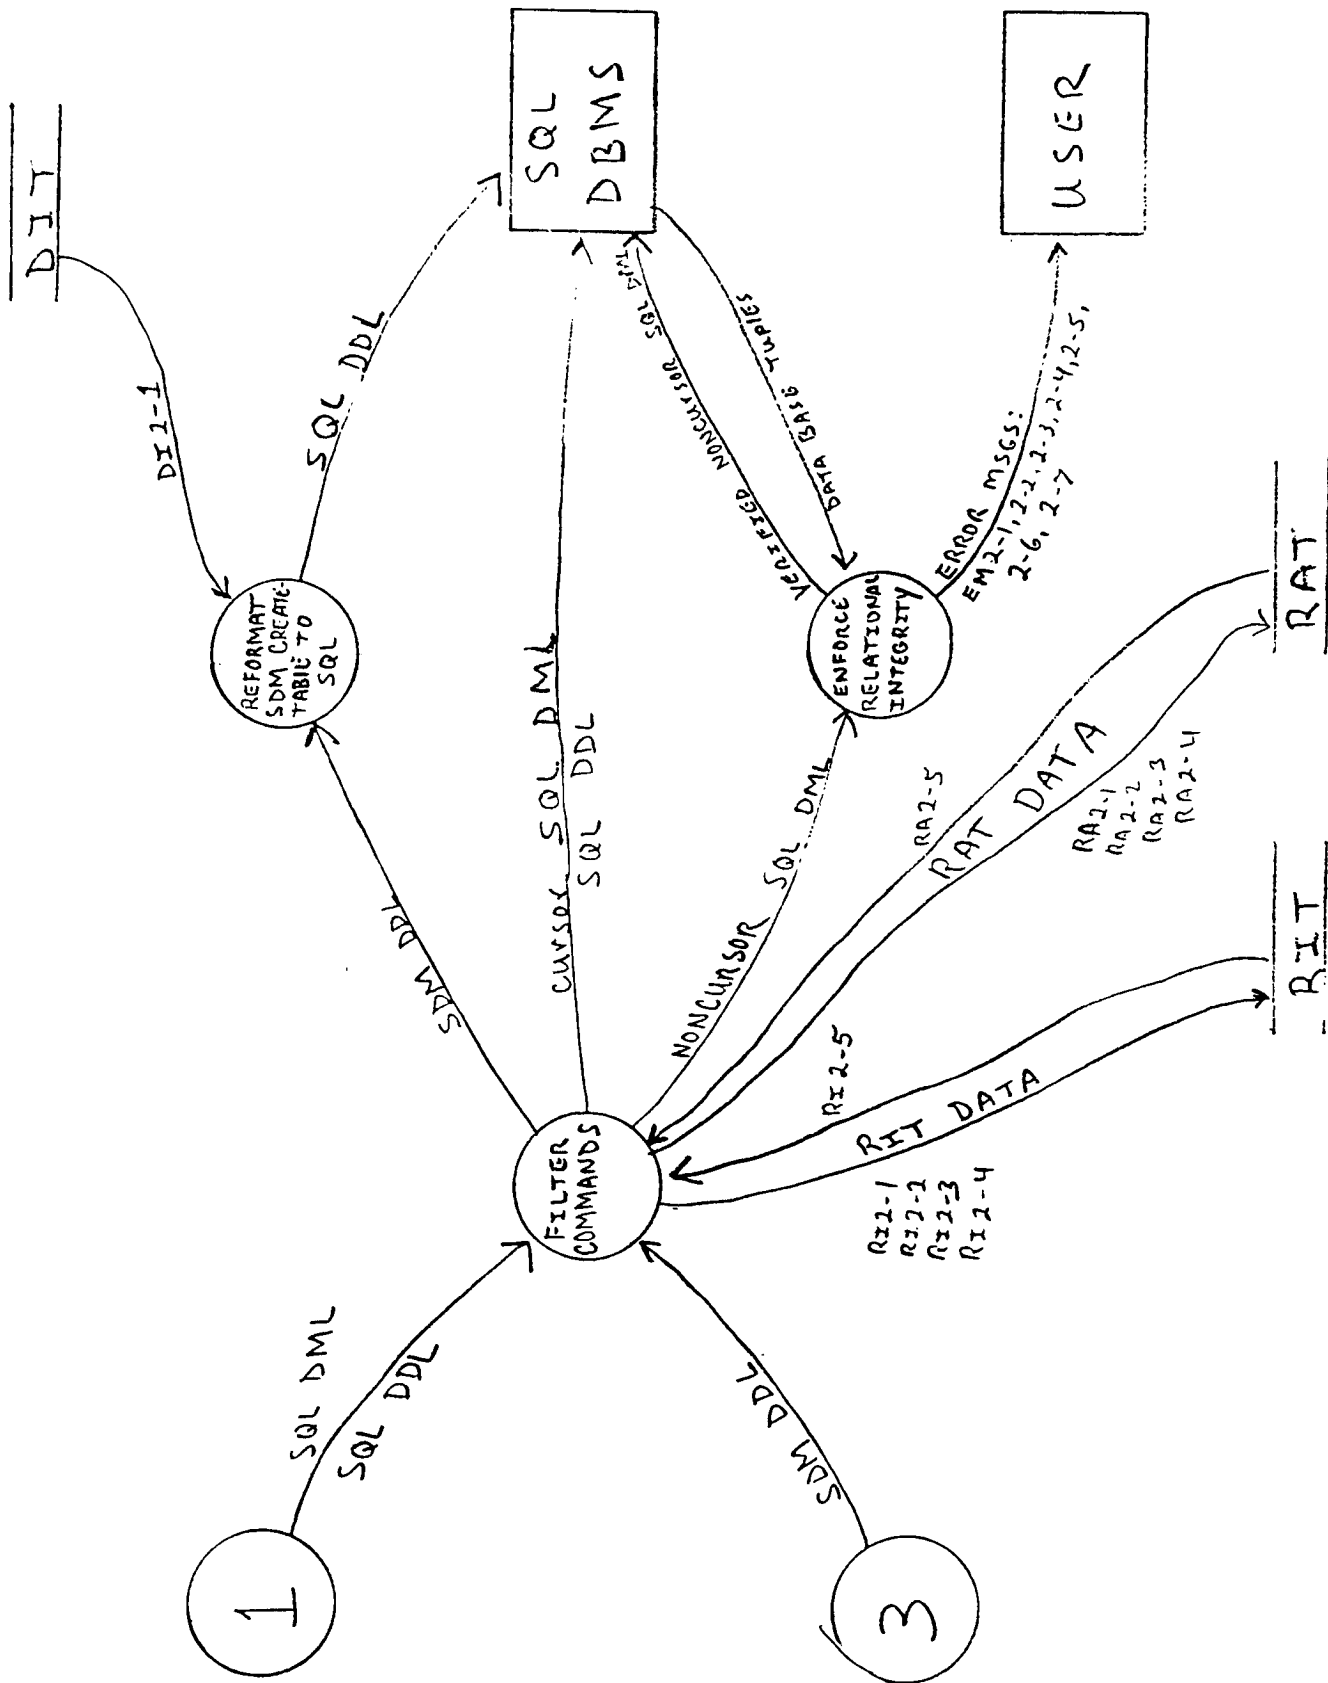 DIT
DI2-1
SQL DDL
REFORMAT
SDM CREATE-
TABLE TO
SQL
SQL
DBMS
SDM DDL
CURSOR SQL DML
SQL DDL
VERIFIED NONCURSOR SQL DML
DATA BASE TUPLES
USER
ERROR MSGS:
EM2-1, 2-2, 2-3, 2-4, 2-5,
2-6, 2-7
ENFORCE
RELATIONAL
INTEGRITY
NONCURSOR SQL DML
FILTER
COMMANDS
SQL DML
SQL DDL
1
SDM DDL
3
RA2-5
RAT DATA
RA2-1
RA2-2
RA2-3
RA2-4
RAT
RI2-5
RIT DATA
RI2-1
RI2-2
RI2-3
RI2-4
RIT